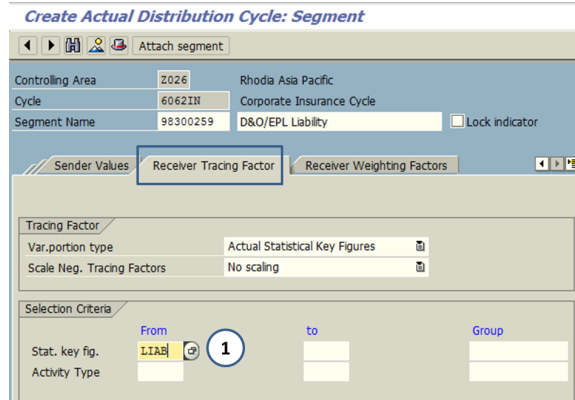 Create Actual Distribution Cycle: Segment
Attach segment
Controlling Area Z026 Rhodia Asia Pacific
Cycle 6062IN Corporate Insurance Cycle
Segment Name 98300259 D&O/EPL Liability Lock indicator
Sender Values Receiver Tracing Factor Receiver Weighting Factors
Tracing Factor
Var.portion type Actual Statistical Key Figures
Scale Neg. Tracing Factors No scaling
Selection Criteria
From to Group
Stat. key fig. LIAB 1
Activity Type